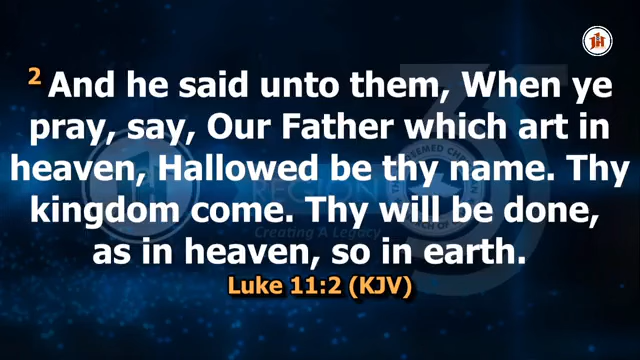 2 And he said unto them, When ye
pray, say, Our Father which art in
heaven, Hallowed be thy name. Thy
kingdom come. Thy will be done,
as in heaven, so in earth.
Luke 11:2 (KJV)
REGION
Creating A Legacy